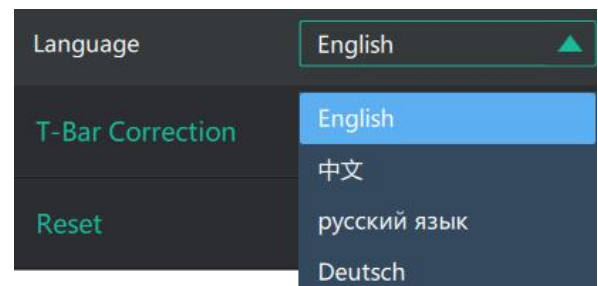 Language English
English
T-Bar Correction
中文
Reset русский язык
Deutsch